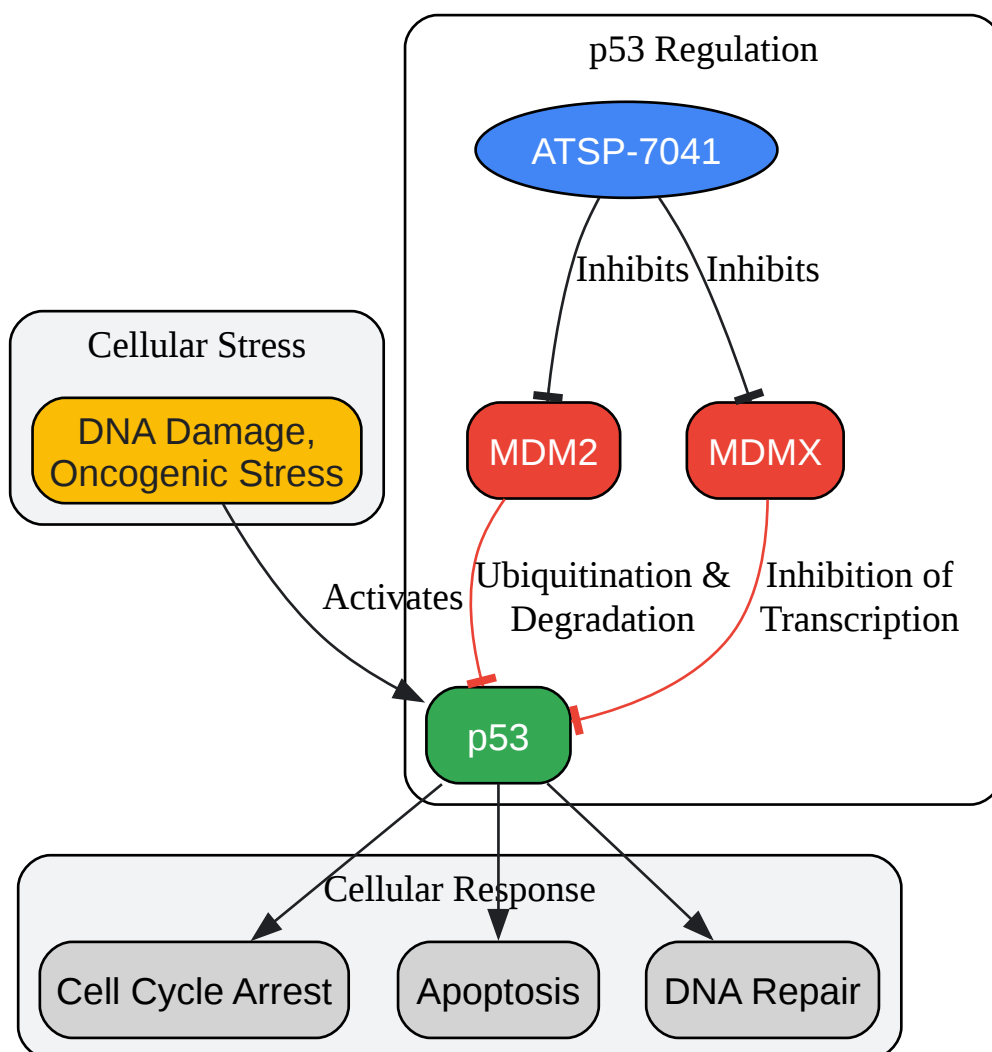 p53 Regulation
ATSP-7041
Inhibits
Inhibits
Cellular Stress
DNA Damage,
Oncogenic Stress
MDM2
MDMX
Activates
Ubiquitination &
Degradation
Inhibition of
Transcription
p53
Cellular Response
Cell Cycle Arrest
Apoptosis
DNA Repair